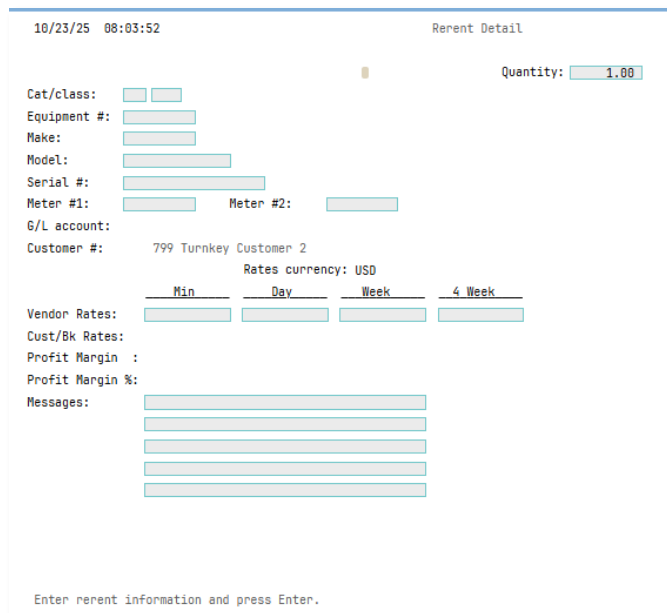 10/23/25 08:03:52 Rerent Detail
Quantity: 1.00
Cat/class:
Equipment #:
Make:
Model:
Serial #:
Meter #1: Meter #2:
G/L account:
Customer #: 799 Turnkey Customer 2
Rates currency: USD
Min Day Week 4 Week
Vendor Rates:
Cust/Bk Rates:
Profit Margin :
Profit Margin %:
Messages:
Enter rerent information and press Enter.